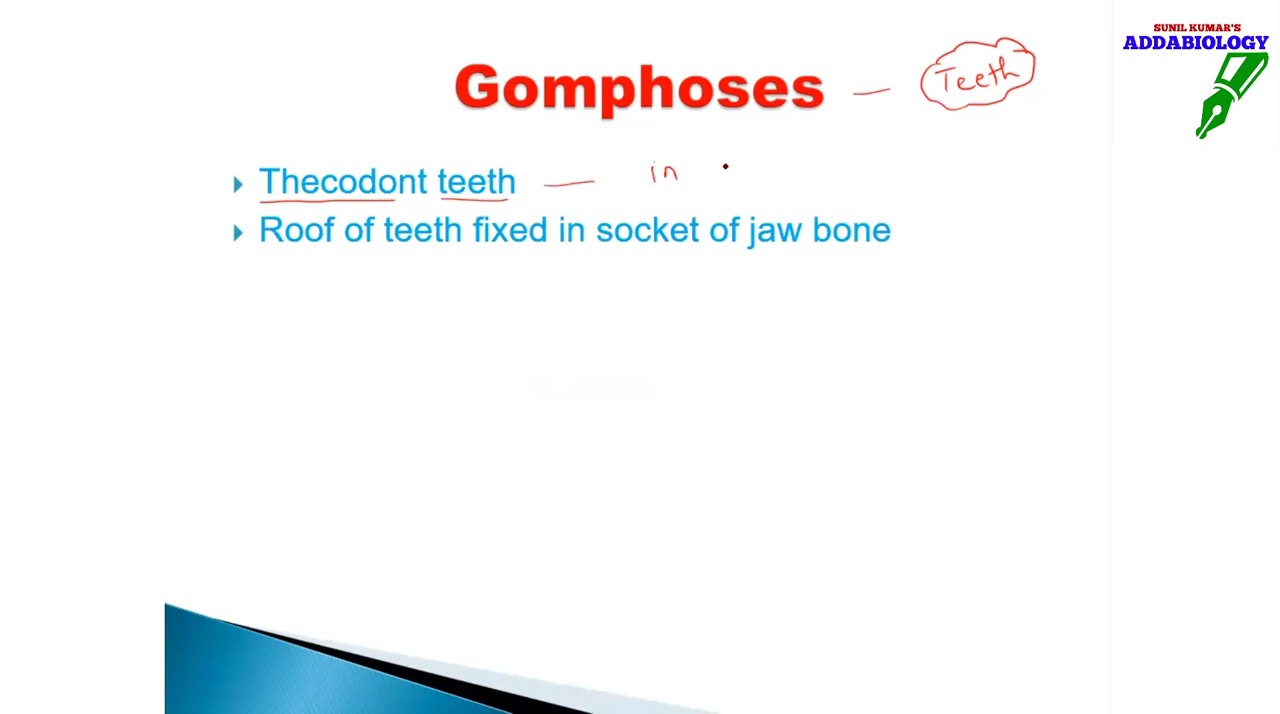 SUNIL KUMAR'S
ADDABIOLOGY
Gomphoses — Teeth
Thecodont teeth — in
Roof of teeth fixed in socket of jaw bone